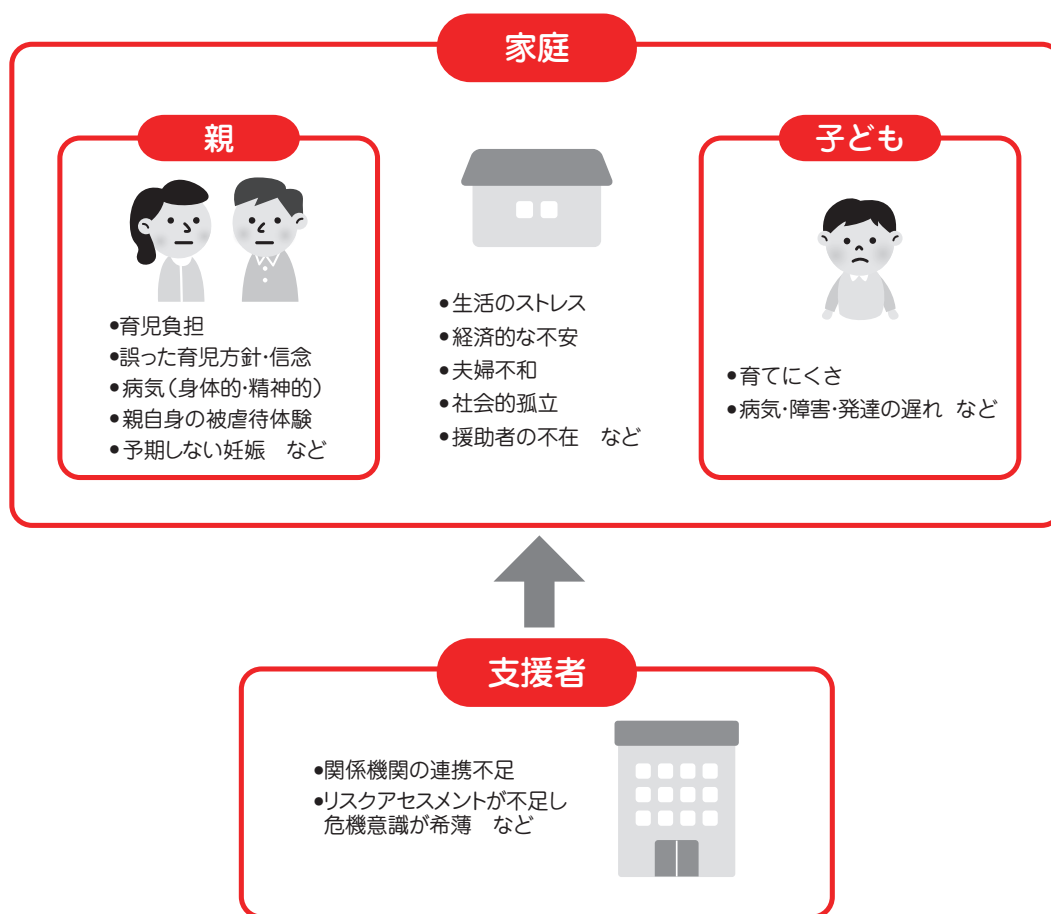 家庭
親
●育児負担
●誤った育児方針・信念
●病気(身体的・精神的)
●親自身の被虐待体験
●予期しない妊娠　など
●生活のストレス
●経済的な不安
●夫婦不和
●社会的孤立
●援助者の不在　など
子ども
●育てにくさ
●病気・障害・発達の遅れ　など
支援者
●関係機関の連携不足
●リスクアセスメントが不足し
危機意識が希薄　など